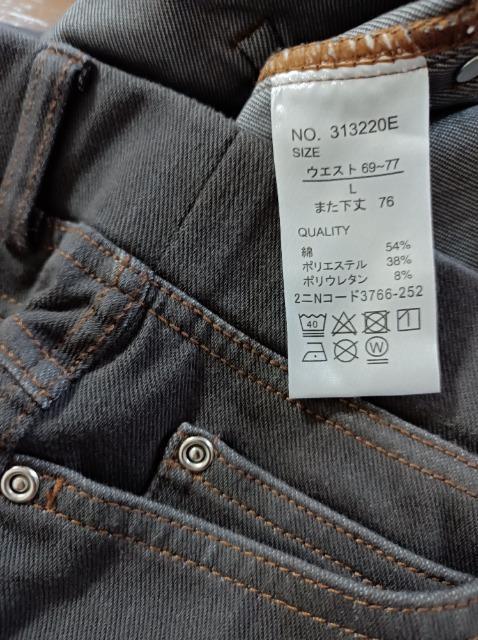 NO. 313220E
SIZE
ウエスト 69~77
L
また下丈 76
QUALITY
綿 54%
ポリエステル 38%
ポリウレタン 8%
2ニNコード3766-252
40
W